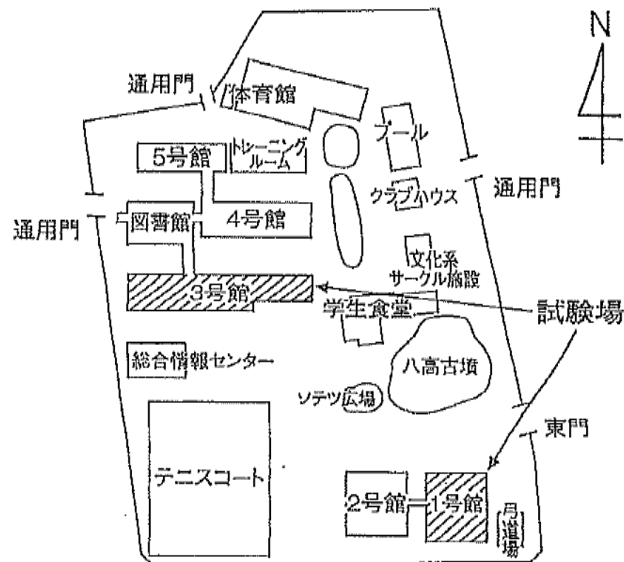 N
通用門
体育館
プール
5号館
トレーニング
ルーム
通用門
クラブハウス
通用門
図書館
4号館
文化系
サークル施設
3号館
学生食堂
試験場
総合情報センター
八高古墳
ソテツ広場
東門
テニスコート
2号館
1号館
弓道場